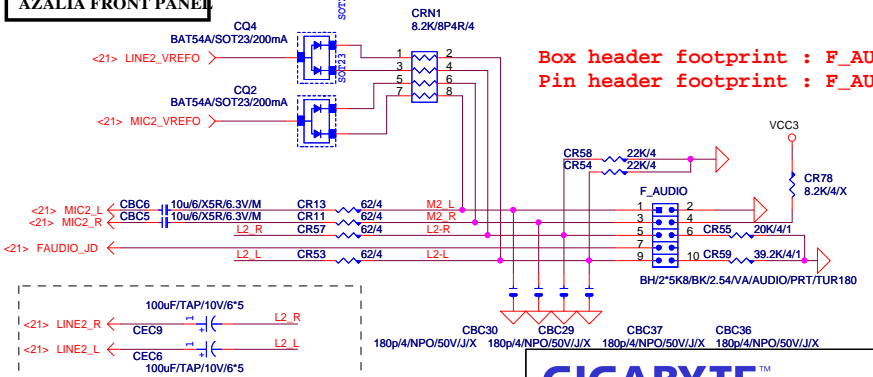 AZALIA FRONT PANEL
CQ4
BAT54A/SOT23/200mA
<21> LINE2_VREFO
SOT23
CQ2
BAT54A/SOT23/200mA
<21> MIC2_VREFO
CRN1
8.2K/8P4R/4
1 2
3 4
5 6
7 8
Box header footprint : F_AU
Pin header footprint : F_AU
VCC3
CR58 22K/4
CR54 22K/4
CR78
8.2K/4/X
F_AUDIO
<21> MIC2_L CBC6 10u/6/X5R/6.3V/M CR13 62/4 M2_L 1 2
<21> MIC2_R CBC5 10u/6/X5R/6.3V/M CR11 62/4 M2_R 3 4
L2_R CR57 62/4 L2-R 5 6 CR55 20K/4/1
<21> FAUDIO_JD 7
L2_L CR53 62/4 L2-L 9 10 CR59 39.2K/4/1
BH/2*5K8/BK/2.54/VA/AUDIO/PRT/TUR180
100uF/TAP/10V/6*5
<21> LINE2_R 1 + L2_R
CEC9
<21> LINE2_L 1 + L2_L
CEC6
100uF/TAP/10V/6*5
CBC30 CBC29 CBC37 CBC36
180p/4/NPO/50V/J/X 180p/4/NPO/50V/J/X 180p/4/NPO/50V/J/X 180p/4/NPO/50V/J/X
GIGABYTE™